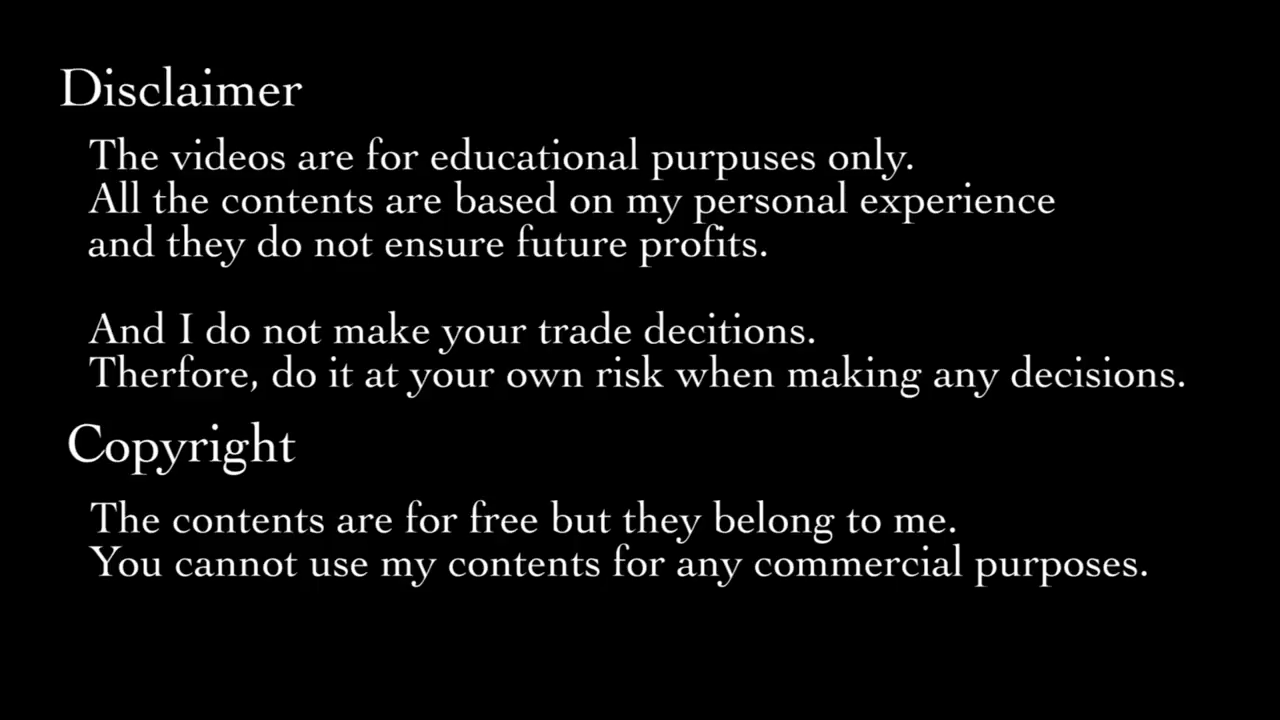 Disclaimer
The videos are for educational purpuses only.
All the contents are based on my personal experience
and they do not ensure future profits.
And I do not make your trade decitions.
Therfore, do it at your own risk when making any decisions.
Copyright
The contents are for free but they belong to me.
You cannot use my contents for any commercial purposes.